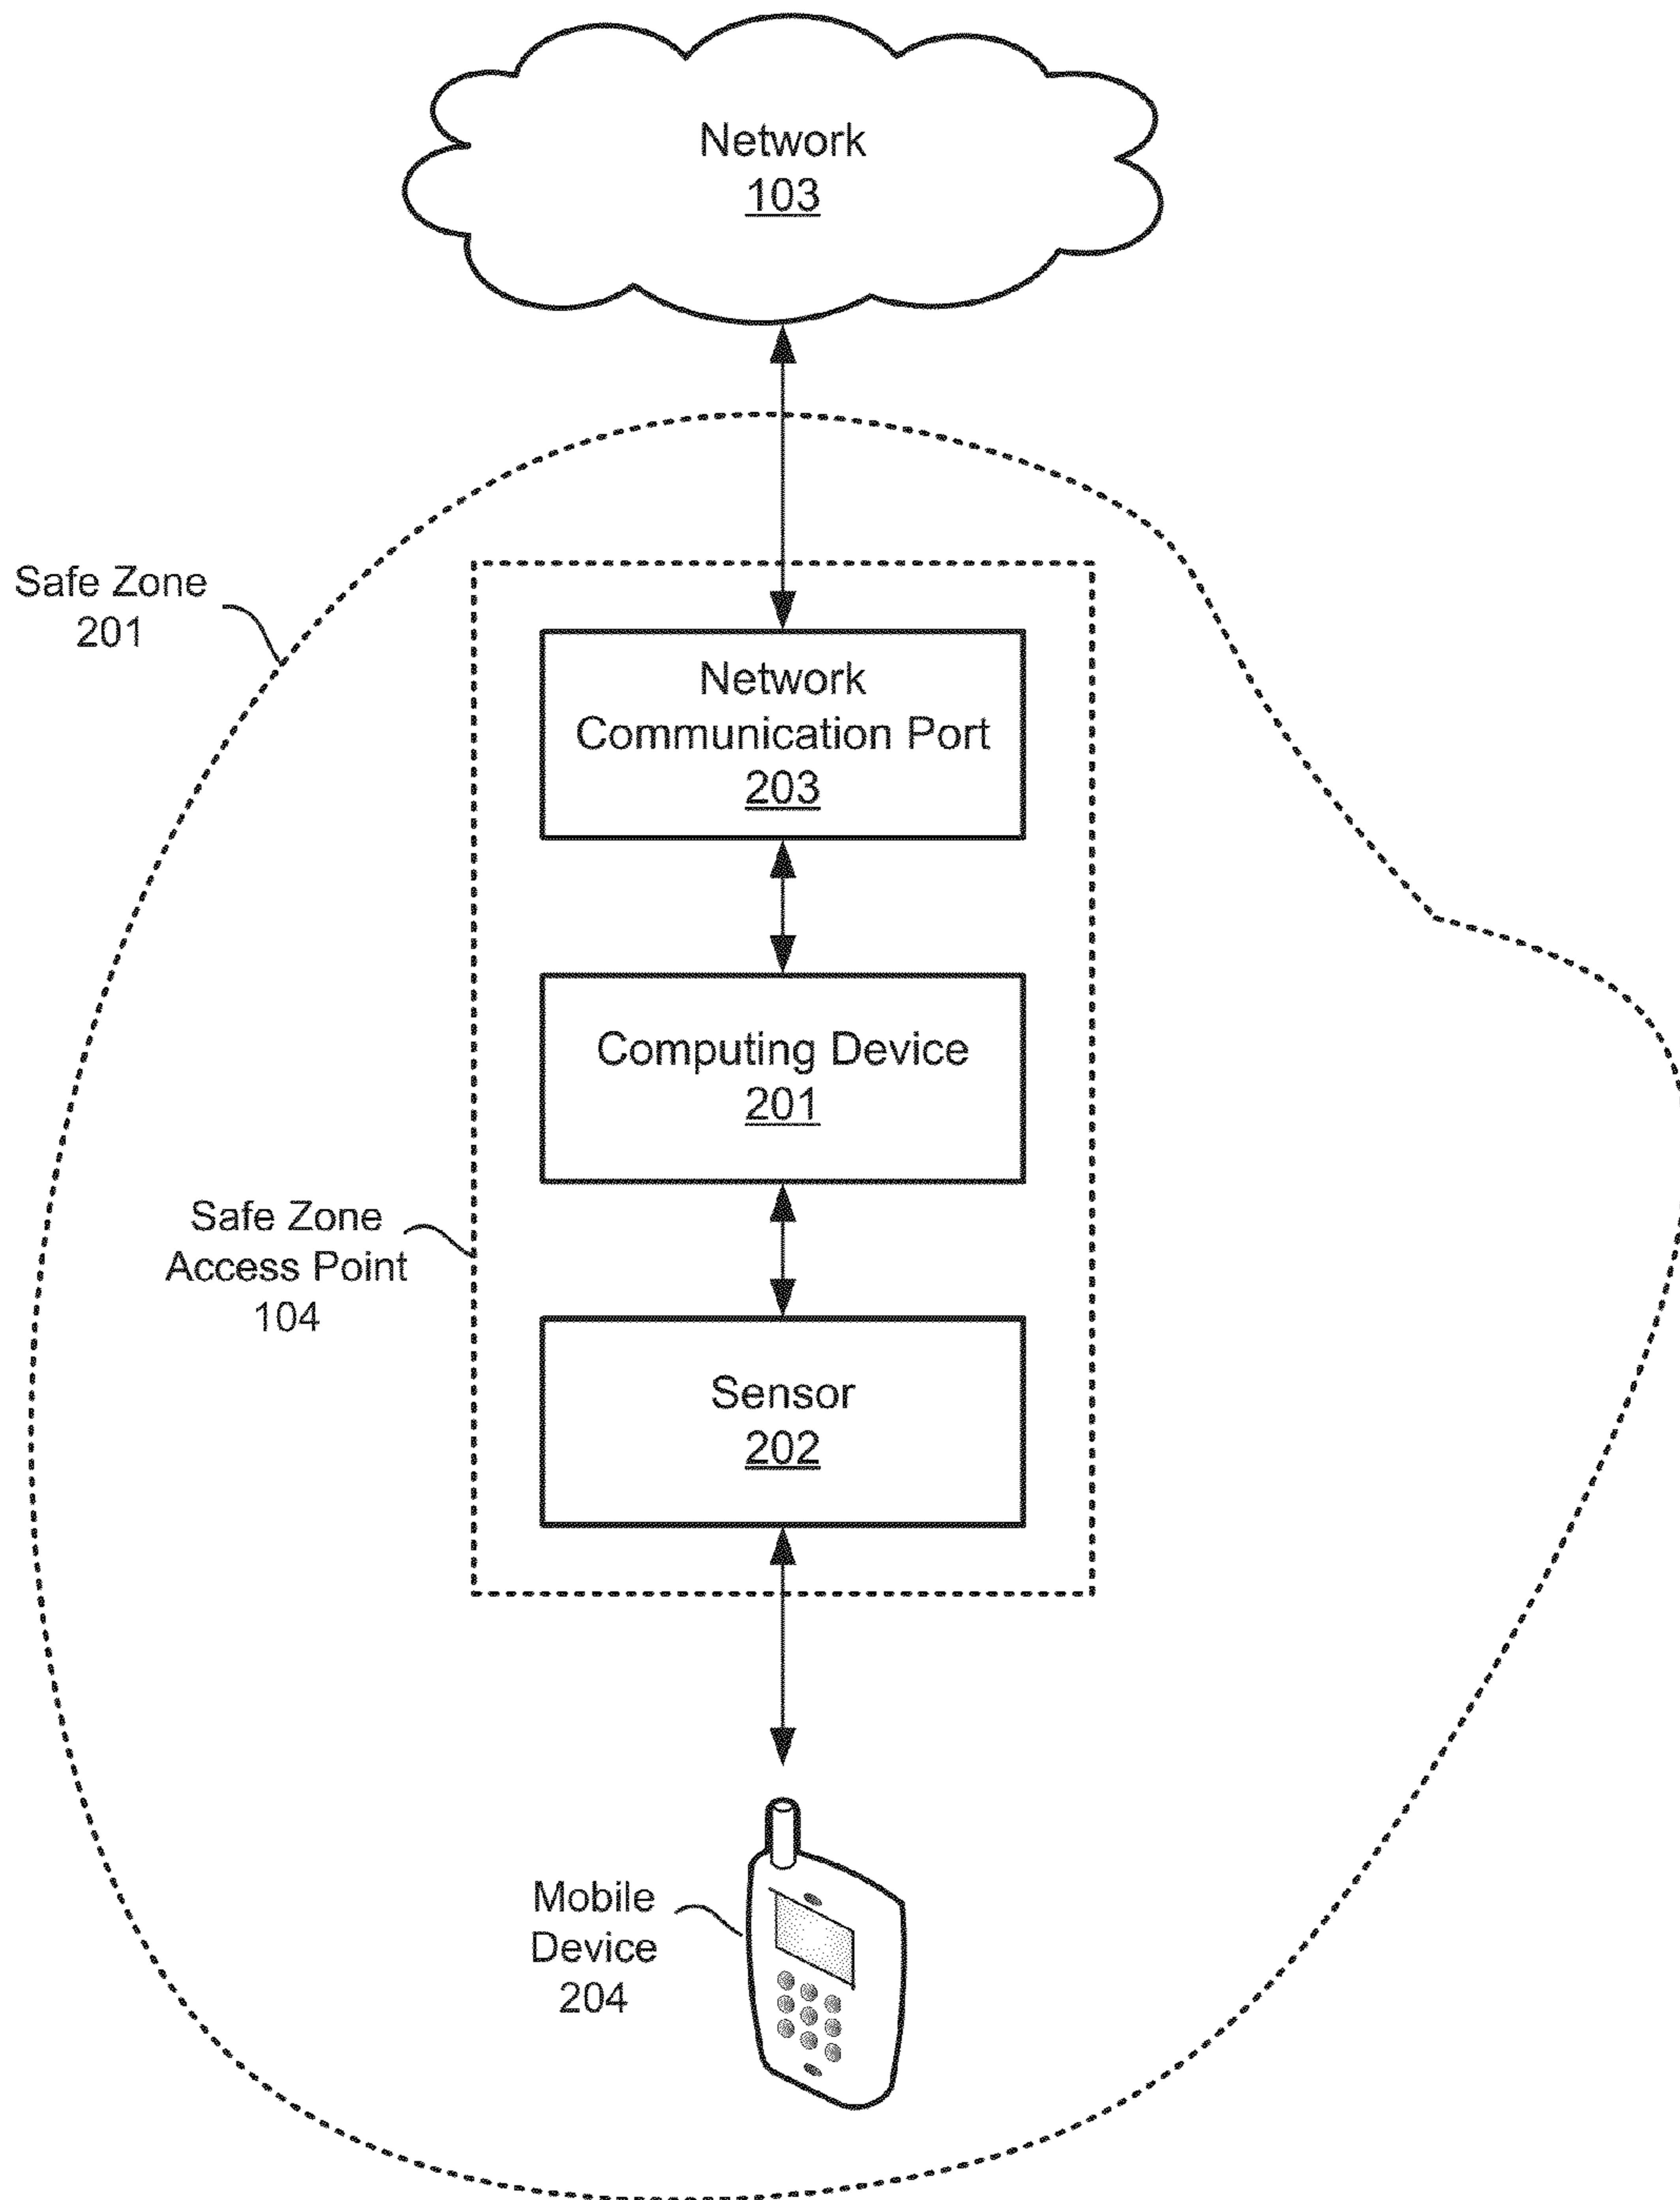 Network
103
Safe Zone
201
Network
Communication Port
203
Computing Device
201
Safe Zone
Access Point
104
Sensor
202
Mobile
Device
204